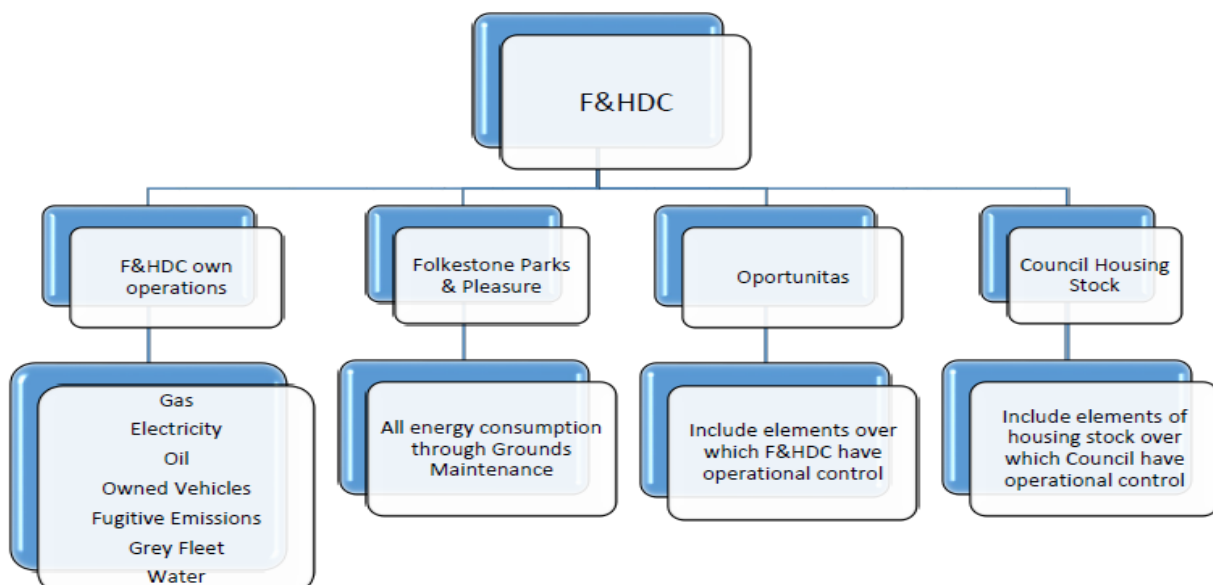 F&HDC
F&HDC own
operations
Folkestone Parks
& Pleasure
Oportunitas
Council Housing
Stock
Gas
Electricity
Oil
Owned Vehicles
Fugitive Emissions
Grey Fleet
Water
All energy consumption
through Grounds
Maintenance
Include elements over
which F&HDC have
operational control
Include elements of
housing stock over
which Council have
operational control